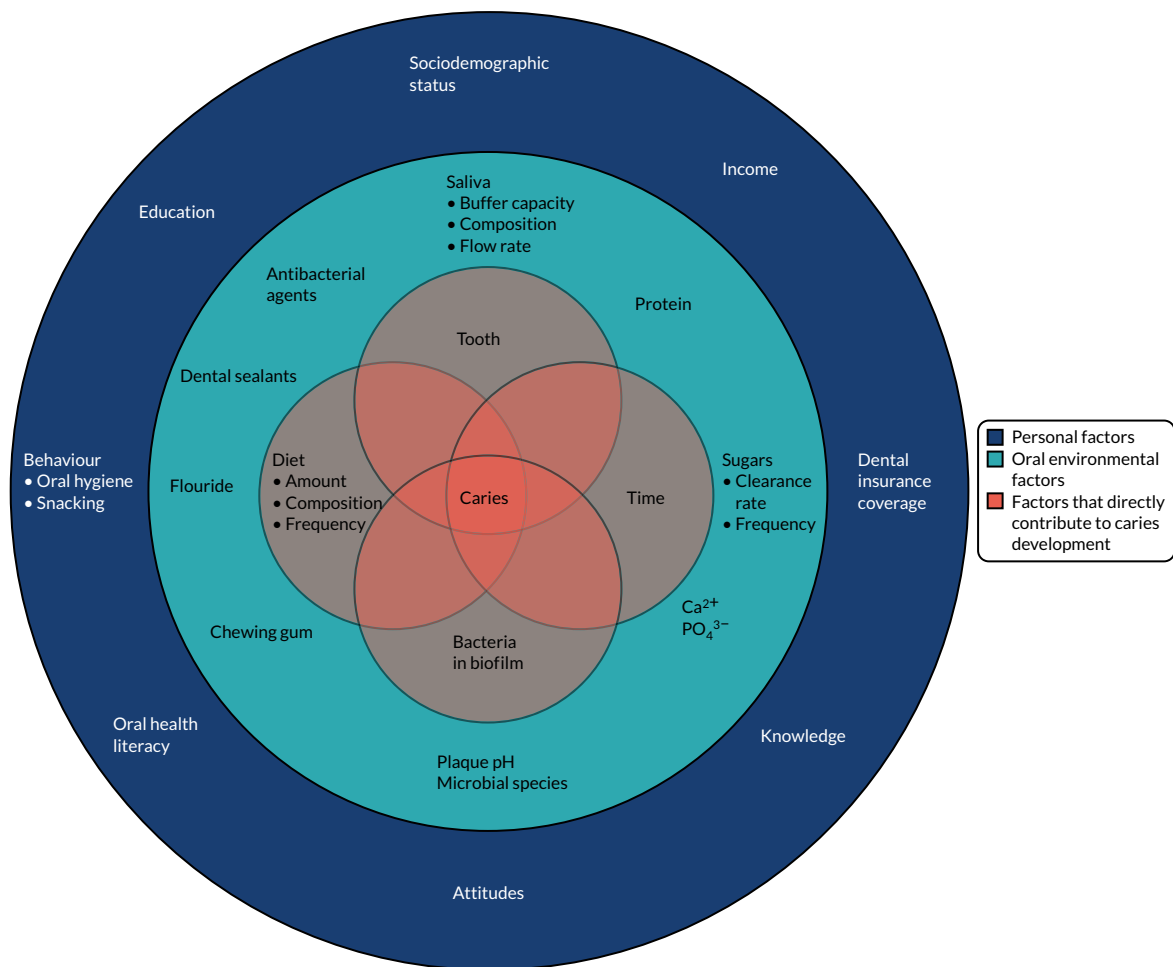 Sociodemographic
status
Income
Education
Saliva
• Buffer capacity
• Composition
• Flow rate
Antibacterial
agents
Protein
Tooth
Dental sealants
Behaviour
• Oral hygiene
• Snacking
Flouride
Diet
• Amount
• Composition
• Frequency
Caries
Time
Sugars
• Clearance
rate
• Frequency
Dental
insurance
coverage
Personal factors
Oral environmental
factors
Factors that directly
contribute to caries
development
Ca²⁺
PO₄³⁻
Chewing gum
Bacteria
in biofilm
Oral health
literacy
Knowledge
Plaque pH
Microbial species
Attitudes